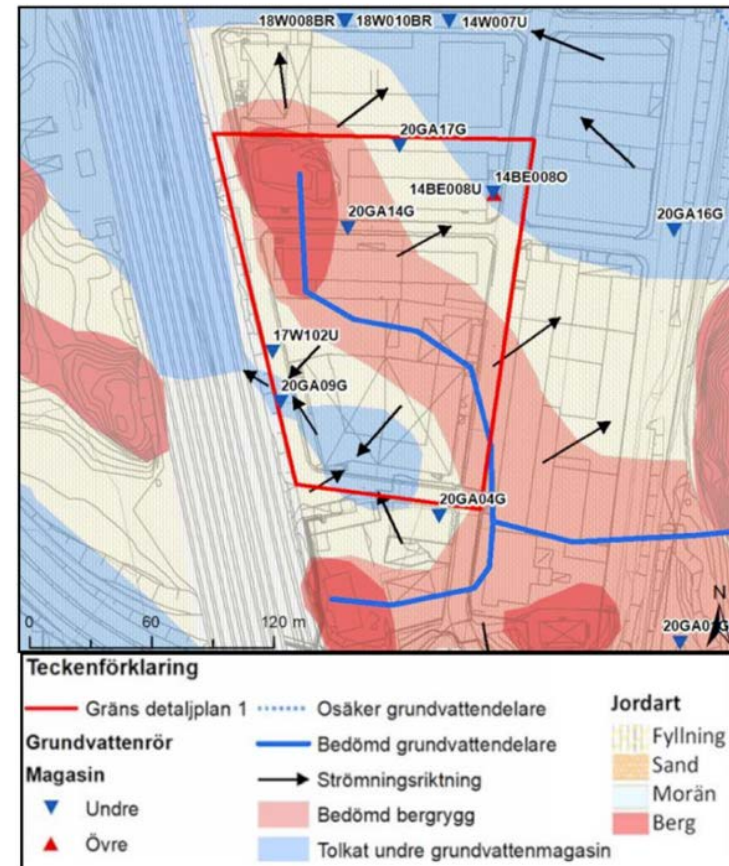 18W008BR 18W010BR 14W007U
20GA17G
14BE008O
14BE008U
20GA14G
20GA16G
17W102U
20GA09G
20GA04G
N
0 60 120 m
20GA01G
Teckenförklaring
Gräns detaljplan 1
Grundvattenrör
Magasin
Undre
Övre
Osäker grundvattendelare
Bedömd grundvattendelare
Strömningsriktning
Bedömd bergrygg
Tolkat undre grundvattenmagasin
Jordart
Fyllning
Sand
Morän
Berg